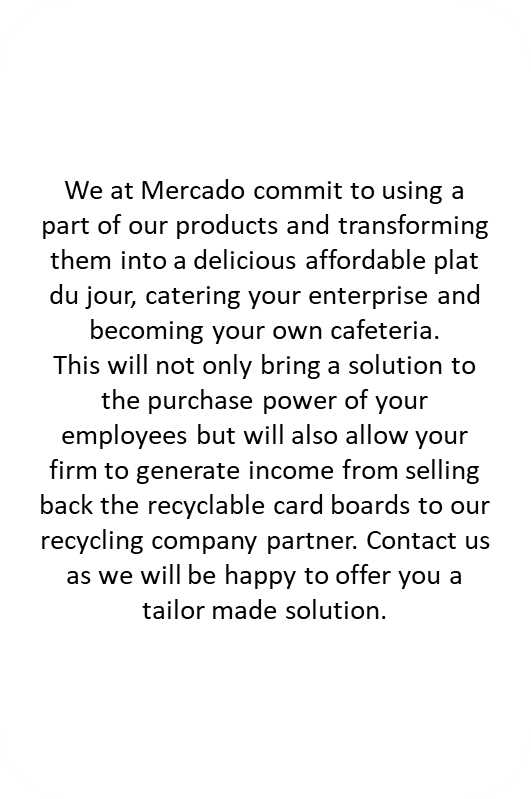 We at Mercado commit to using a
part of our products and transforming
them into a delicious affordable plat
du jour, catering your enterprise and
becoming your own cafeteria.
This will not only bring a solution to
the purchase power of your
employees but will also allow your
firm to generate income from selling
back the recyclable card boards to our
recycling company partner. Contact us
as we will be happy to offer you a
tailor made solution.